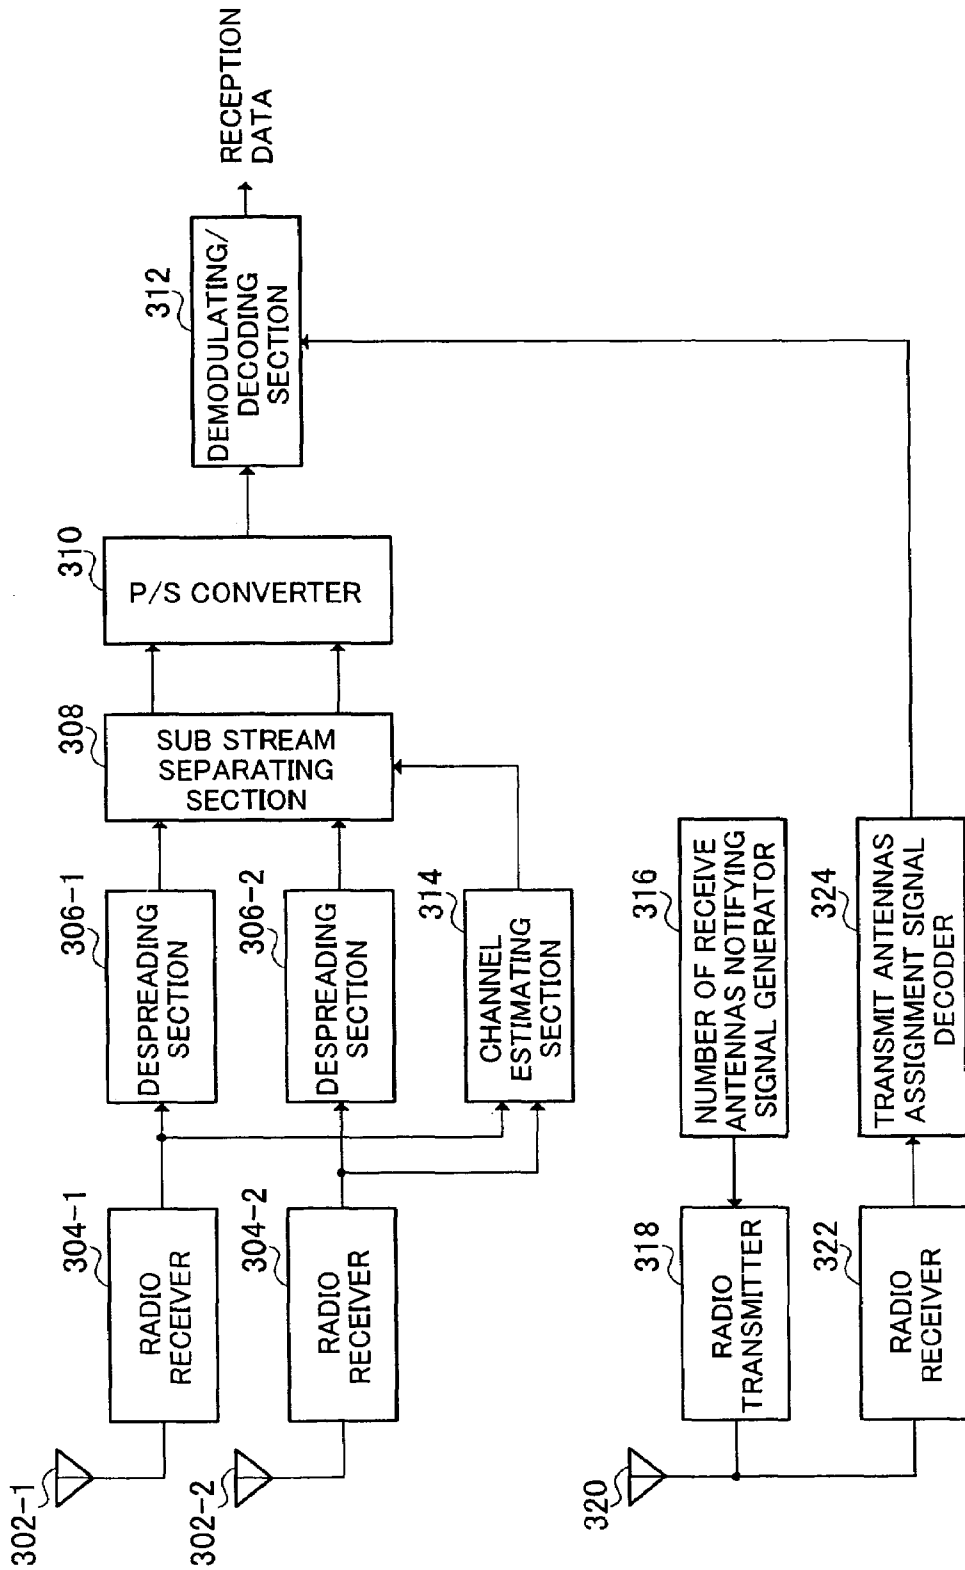 302-1
304-1
RADIO
RECEIVER
306-1
DESPREADING
SECTION
308
SUB STREAM
SEPARATING
SECTION
310
P/S CONVERTER
312
DEMODULATING/
DECODING
SECTION
RECEPTION
DATA
302-2
304-2
RADIO
RECEIVER
306-2
DESPREADING
SECTION
314
CHANNEL
ESTIMATING
SECTION
320
318
RADIO
TRANSMITTER
316
NUMBER OF RECEIVE
ANTENNAS NOTIFYING
SIGNAL GENERATOR
322
RADIO
RECEIVER
324
TRANSMIT ANTENNAS
ASSIGNMENT SIGNAL
DECODER